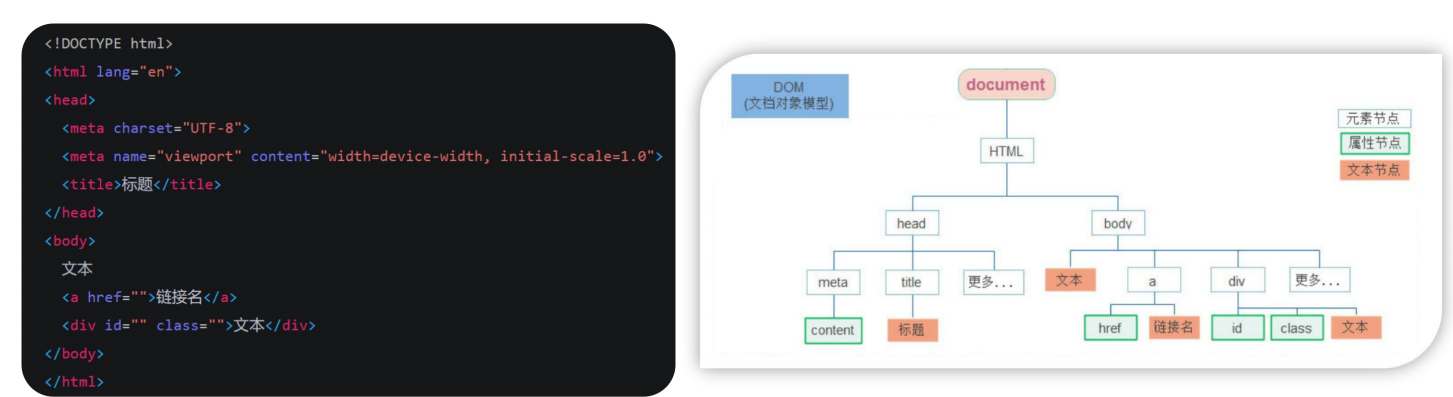 <!DOCTYPE html>
<html lang="en">
<head>
<meta charset="UTF-8">
<meta name="viewport" content="width=device-width, initial-scale=1.0">
<title>标题</title>
</head>
<body>
文本
<a href="">链接名</a>
<div id="" class="">文本</div>
</body>
</html>
DOM
(文档对象模型)
document
元素节点
属性节点
文本节点
HTML
head
body
meta
title
更多...
文本
a
div
更多...
content
标题
href
链接名
id
class
文本